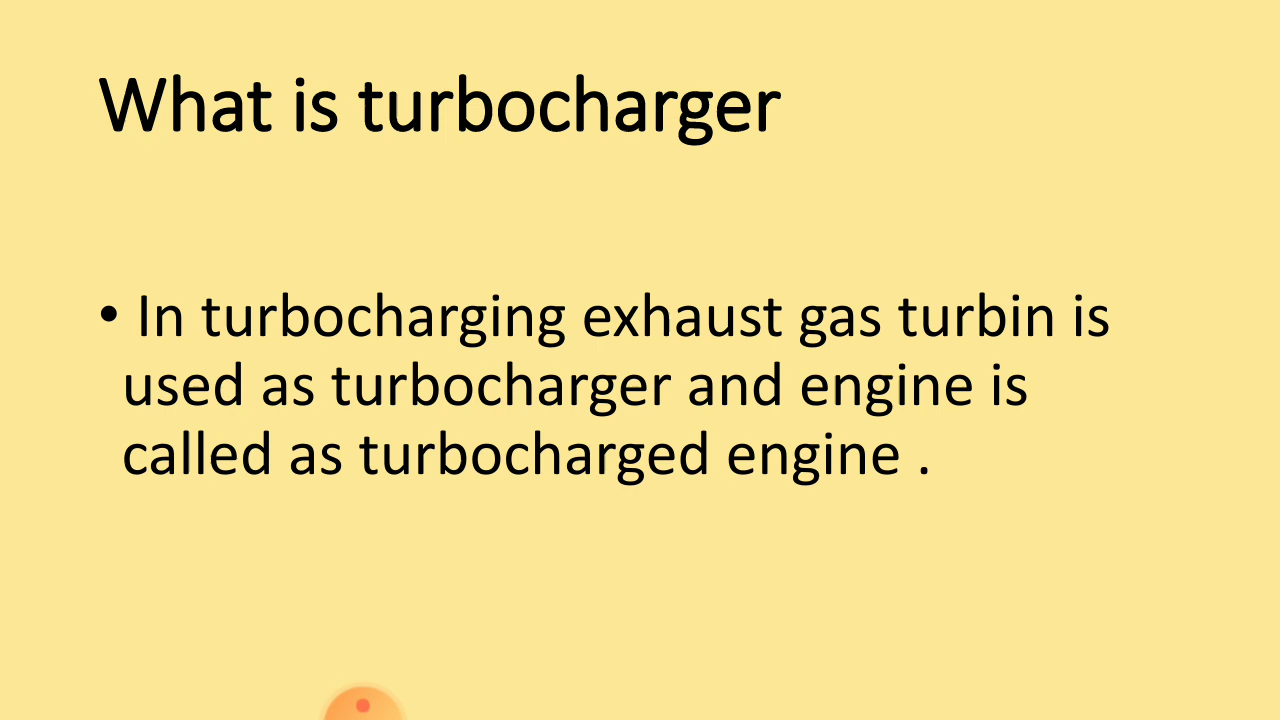 What is turbocharger
• In turbocharging exhaust gas turbin is
used as turbocharger and engine is
called as turbocharged engine .